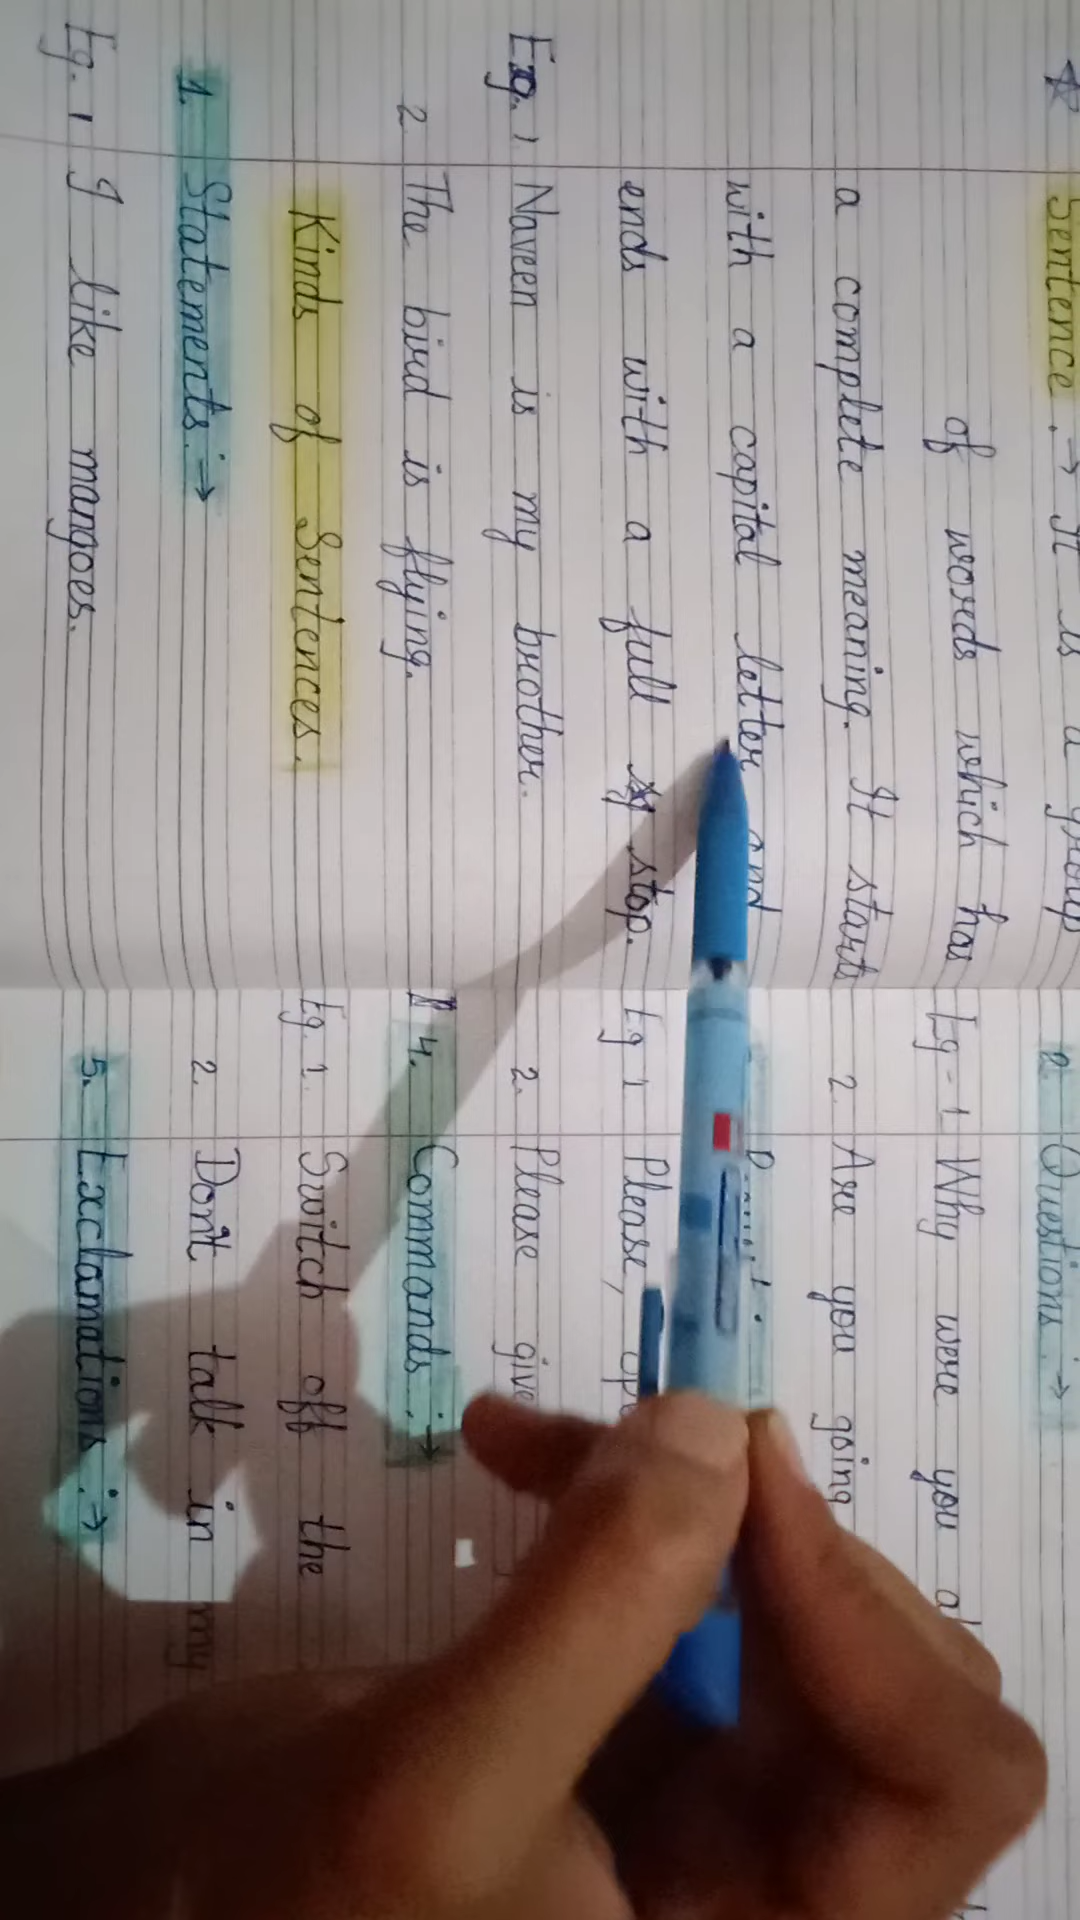 Sentence :→ It is a group
of words which has
a complete meaning. It starts
with a capital letter and
ends with a full stop.
Eg. 1 Naveen is my brother.
2 The bird is flying.
Kinds of Sentences.
1. Statements :→
Eg. 1 I like mangoes.
2. Questions :→
Eg - 1 Why were you
2 Are you going
Eg 1 Please,
2. Please give
4. Commands :→
Eg. 1. Switch off the
2. Don't talk in my
5. Exclamations :→